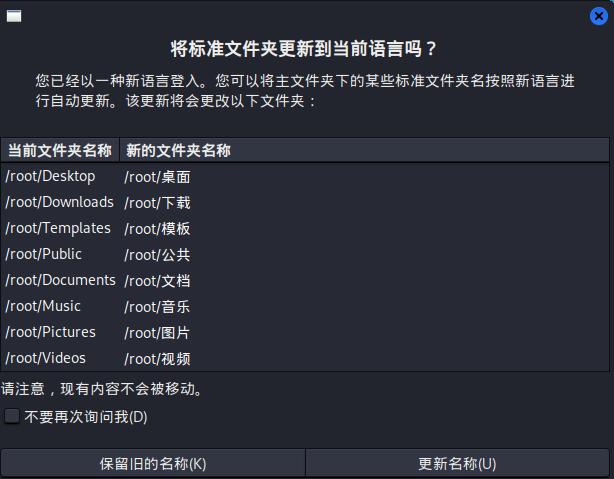 将标准文件夹更新到当前语言吗？
您已经以一种新语言登入。您可以将主文件夹下的某些标准文件夹名按照新语言进
行自动更新。该更新将会更改以下文件夹：
当前文件夹名称 新的文件夹名称
/root/Desktop /root/桌面
/root/Downloads /root/下载
/root/Templates /root/模板
/root/Public /root/公共
/root/Documents /root/文档
/root/Music /root/音乐
/root/Pictures /root/图片
/root/Videos /root/视频
请注意，现有内容不会被移动。
不要再次询问我(D)
保留旧的名称(K) 更新名称(U)